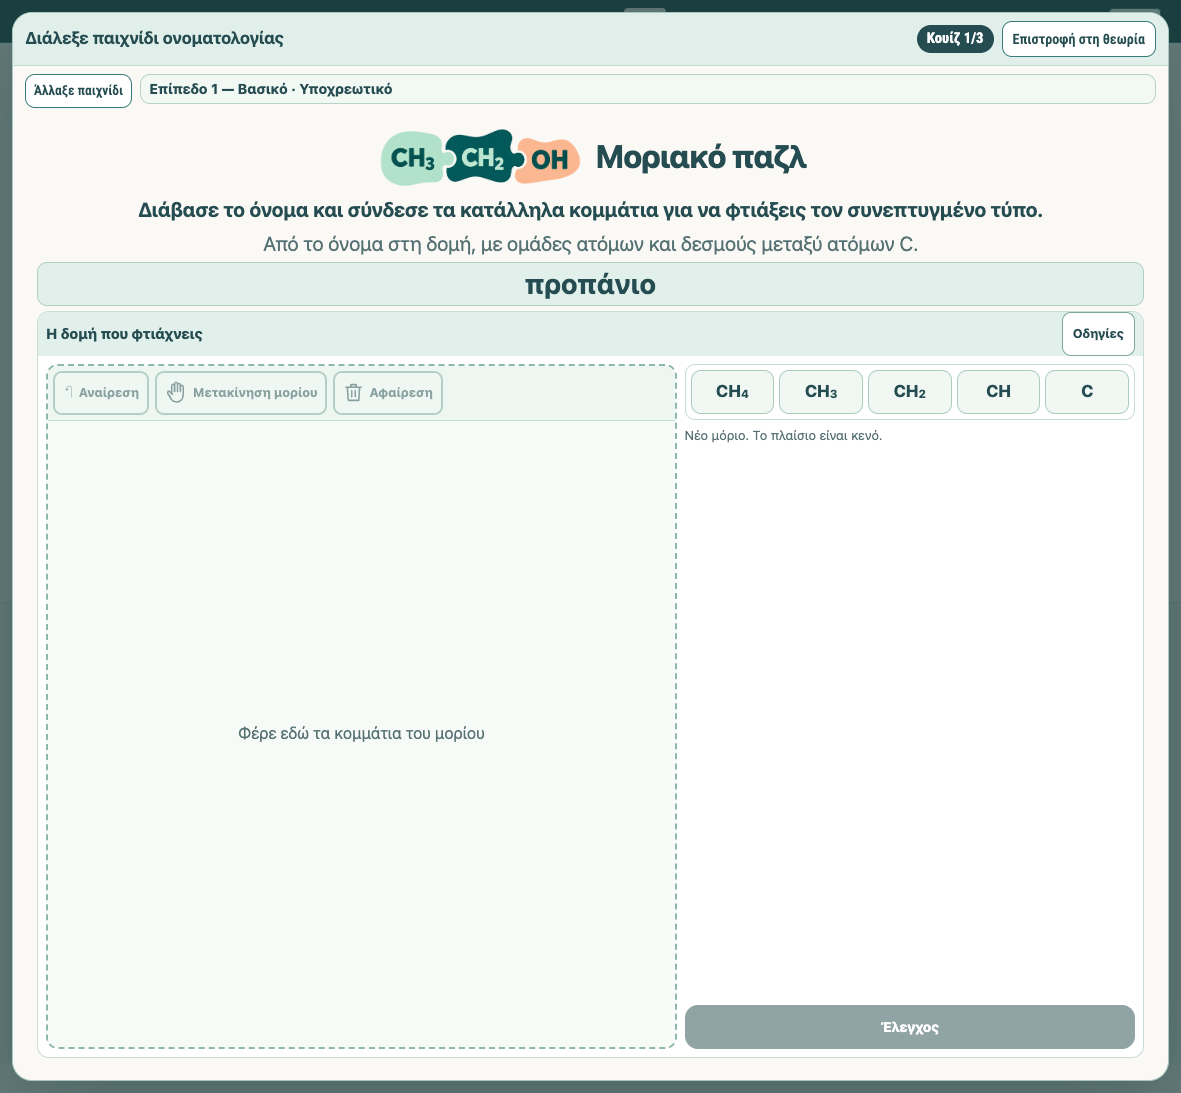 Διάλεξε παιχνίδι ονοματολογίας
Κουίζ 1/3
Επιστροφή στη θεωρία
Άλλαξε παιχνίδι
Επίπεδο 1 — Βασικό · Υποχρεωτικό
CH₃ CH₂ OH
Μοριακό παζλ
Διάβασε το όνομα και σύνδεσε τα κατάλληλα κομμάτια για να φτιάξεις τον συνεπτυγμένο τύπο.
Από το όνομα στη δομή, με ομάδες ατόμων και δεσμούς μεταξύ ατόμων C.
προπάνιο
Η δομή που φτιάχνεις
Οδηγίες
Αναίρεση
Μετακίνηση μορίου
Αφαίρεση
CH₄
CH₃
CH₂
CH
C
Νέο μόριο. Το πλαίσιο είναι κενό.
Φέρε εδώ τα κομμάτια του μορίου
Έλεγχος